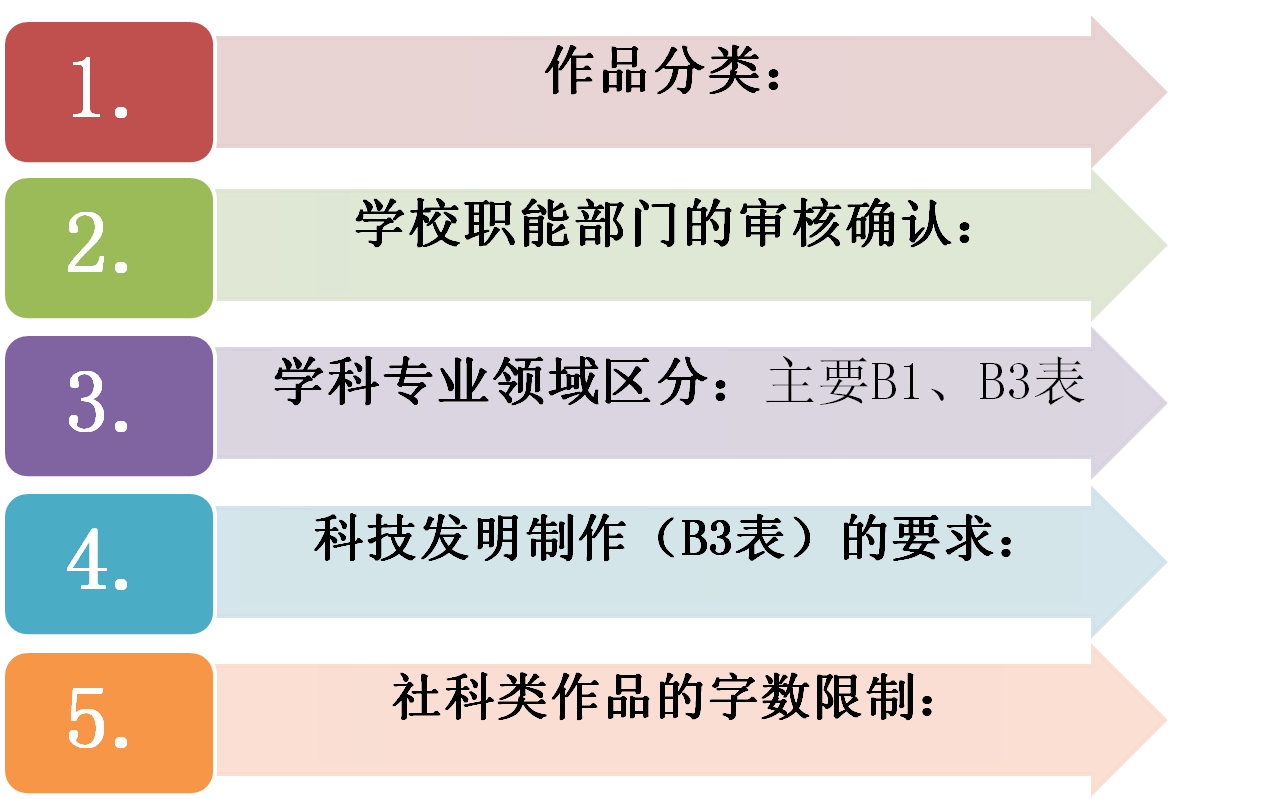 1.
作品分类：
2.
学校职能部门的审核确认：
3.
学科专业领域区分：主要B1、B3表
4.
科技发明制作（B3表）的要求：
5.
社科类作品的字数限制：